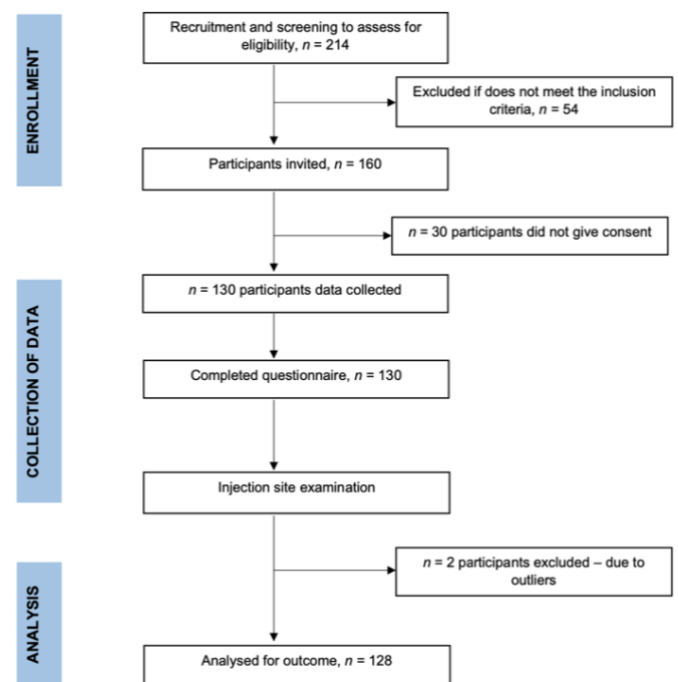 ENROLLMENT
Recruitment and screening to assess for
eligibility, n = 214
Excluded if does not meet the inclusion
criteria, n = 54
Participants invited, n = 160
n = 30 participants did not give consent
COLLECTION OF DATA
n = 130 participants data collected
Completed questionnaire, n = 130
Injection site examination
ANALYSIS
n = 2 participants excluded – due to
outliers
Analysed for outcome, n = 128